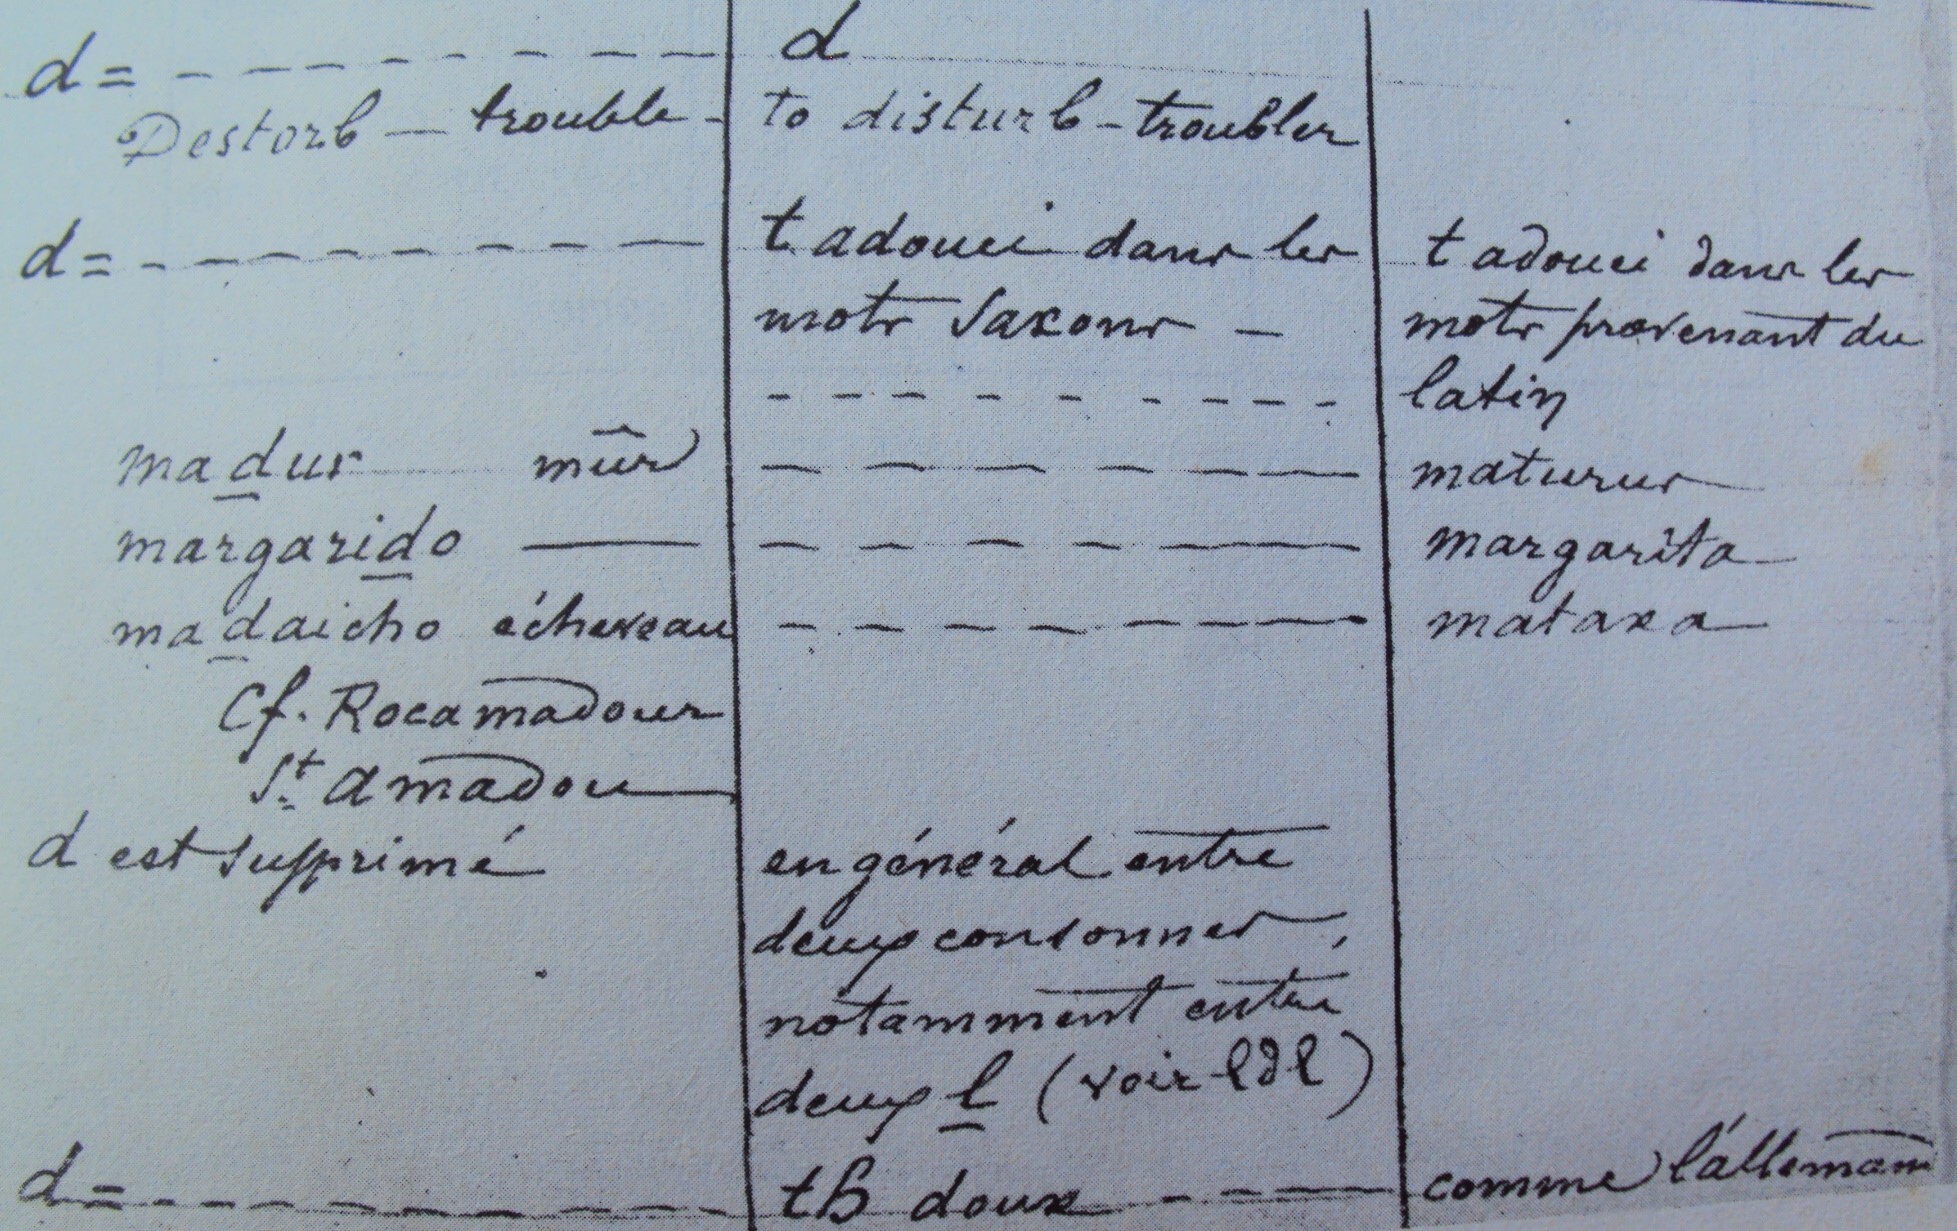 d = - - - - - - - - d
Destorb — trouble - to disturb - troubler
d = - - - - - - - - t adouci dans les t adouci dans les
mots Saxons - mots provenant du
- - - - - - - - - latin
madur mûr - - - - - - maturus
margarido —— - - - - - - margarita
madaicho écheveau - - - - - - mataxa
Cf. Rocamadour
St. Amadou
d est supprimé en général entre
deux consonnes,
notamment entre
deux l (voir ldl)
d = - - - - - - - - th doux - - - comme l'allemand